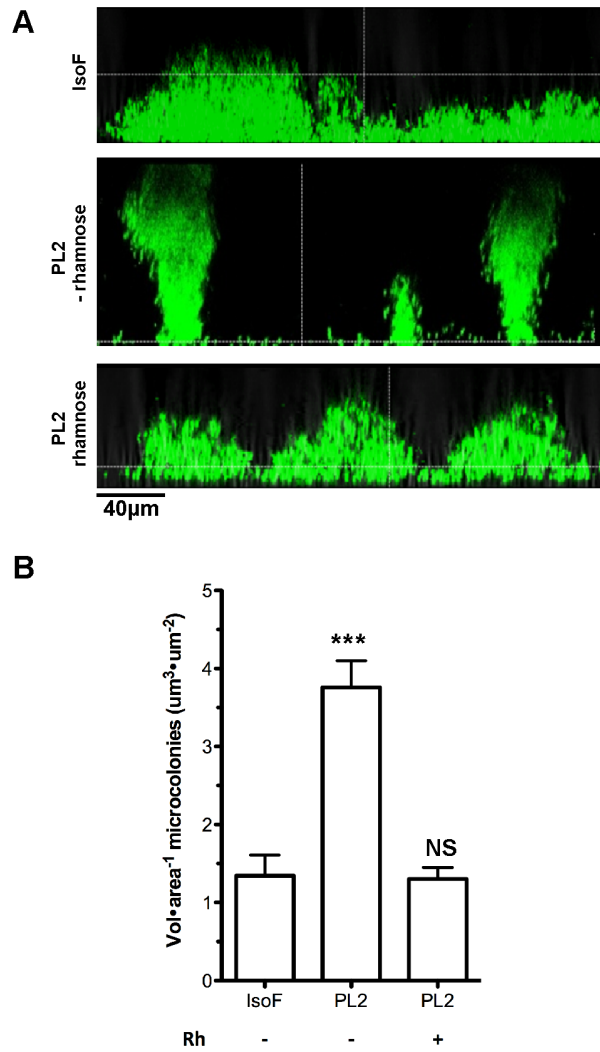 A
IsoF
PL2
- rhamnose
PL2
rhamnose
40µm
B
Vol•area⁻¹ microcolonies (um³•um⁻²)
5
4
3
2
1
0
***
NS
IsoF PL2 PL2
Rh - - +